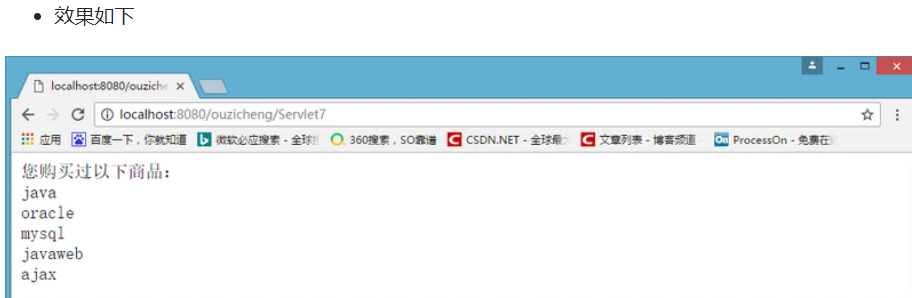 效果如下
localhost:8080/ouziche
localhost:8080/ouzicheng/Servlet7
应用 百度一下，你就知道 微软必应搜索 - 全球 360搜索，SO靠谱 CSDN.NET - 全球最 文章列表 - 博客频道 ProcessOn - 免费在
您购买过以下商品：
java
oracle
mysql
javaweb
ajax